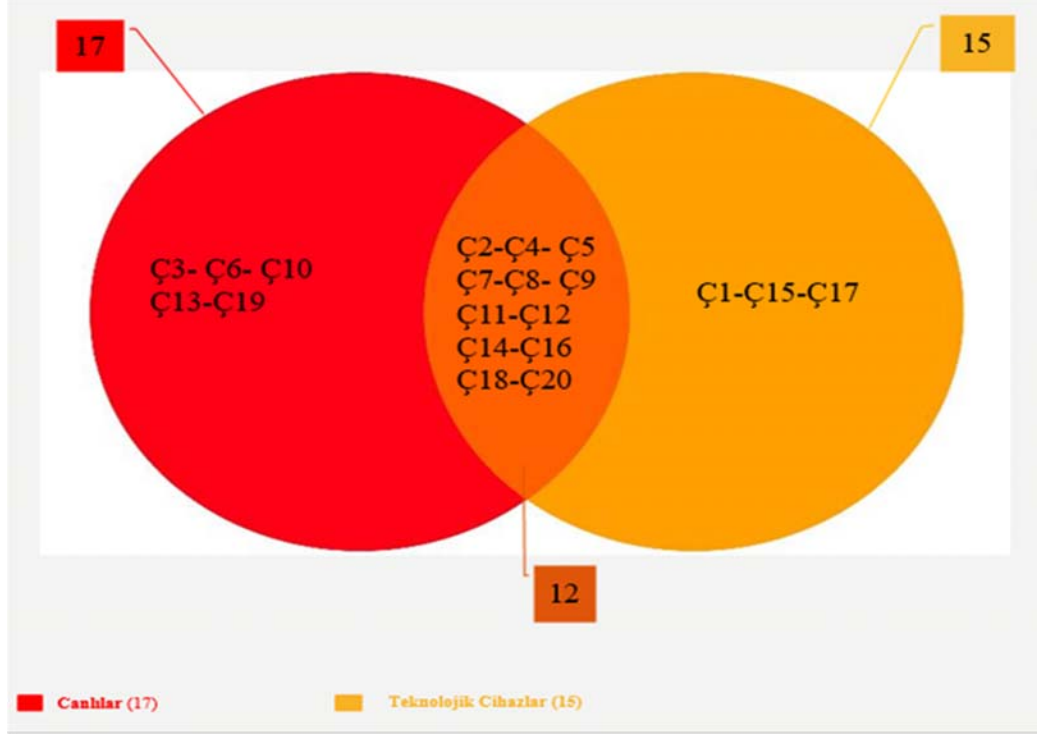 17
15
Ç3- Ç6- Ç10
Ç13-Ç19
Ç2-Ç4- Ç5
Ç7-Ç8- Ç9
Ç11-Ç12
Ç14-Ç16
Ç18-Ç20
Ç1-Ç15-Ç17
12
Canlılar (17)
Teknolojik Cihazlar (15)